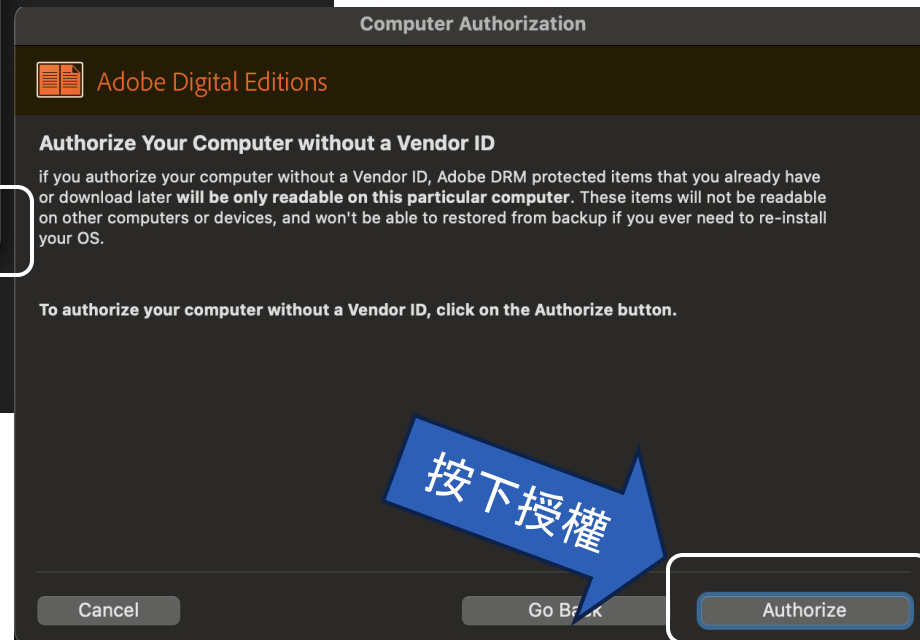 Computer Authorization
Adobe Digital Editions
Authorize Your Computer without a Vendor ID
if you authorize your computer without a Vendor ID, Adobe DRM protected items that you already have
or download later will be only readable on this particular computer. These items will not be readable
on other computers or devices, and won't be able to restored from backup if you ever need to re-install
your OS.
To authorize your computer without a Vendor ID, click on the Authorize button.
按下授權
Cancel
Go Back
Authorize